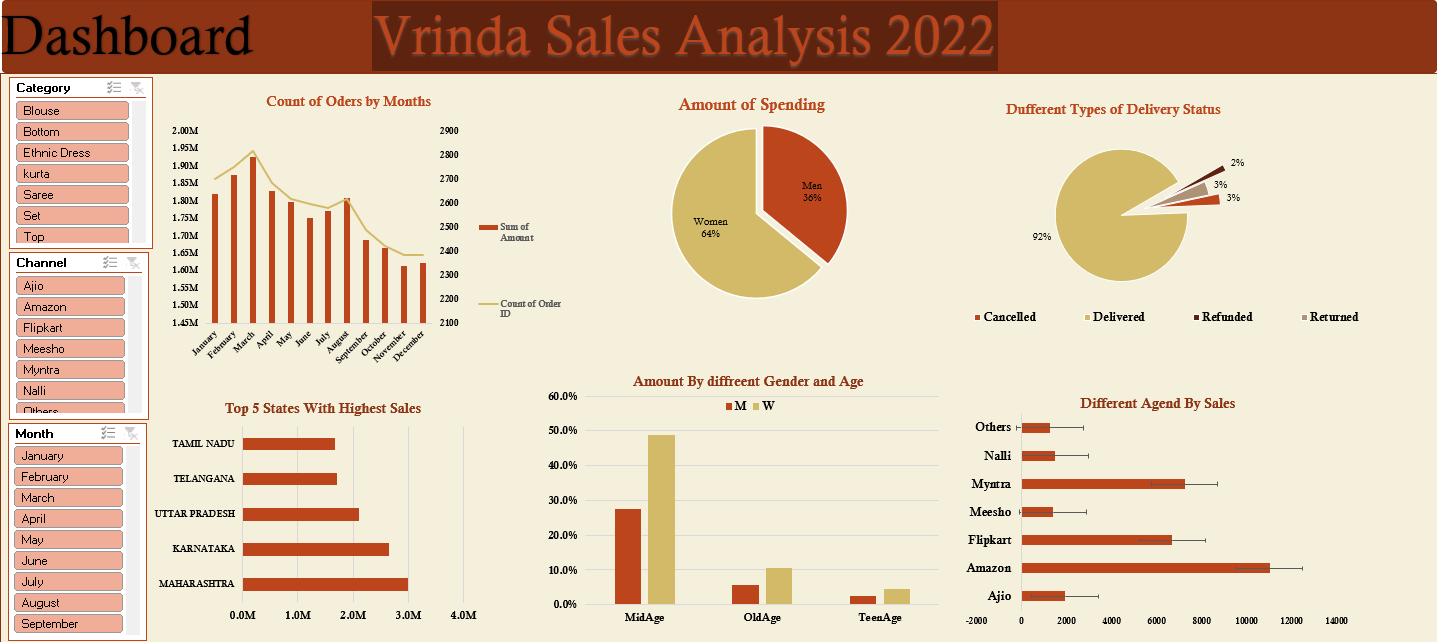 Dashboard
Vrinda Sales Analysis 2022
Category
Blouse
Bottom
Ethnic Dress
kurta
Saree
Set
Top
Channel
Ajio
Amazon
Flipkart
Meesho
Myntra
Nalli
Others
Month
January
February
March
April
May
June
July
August
September
Count of Oders by Months
2.00M
1.95M
1.90M
1.85M
1.80M
1.75M
1.70M
1.65M
1.60M
1.55M
1.50M
1.45M
2900
2800
2700
2600
2500
2400
2300
2200
2100
January
February
March
April
May
June
July
August
September
October
November
December
Sum of
Amount
Count of Order
ID
Amount of Spending
Men
36%
Women
64%
Dufferent Types of Delivery Status
2%
3%
3%
92%
Cancelled
Delivered
Refunded
Returned
Top 5 States With Highest Sales
TAMIL NADU
TELANGANA
UTTAR PRADESH
KARNATAKA
MAHARASHTRA
0.0M
1.0M
2.0M
3.0M
4.0M
Amount By diffreent Gender and Age
M
W
60.0%
50.0%
40.0%
30.0%
20.0%
10.0%
0.0%
MidAge
OldAge
TeenAge
Different Agend By Sales
Others
Nalli
Myntra
Meesho
Flipkart
Amazon
Ajio
-2000
0
2000
4000
6000
8000
10000
12000
14000